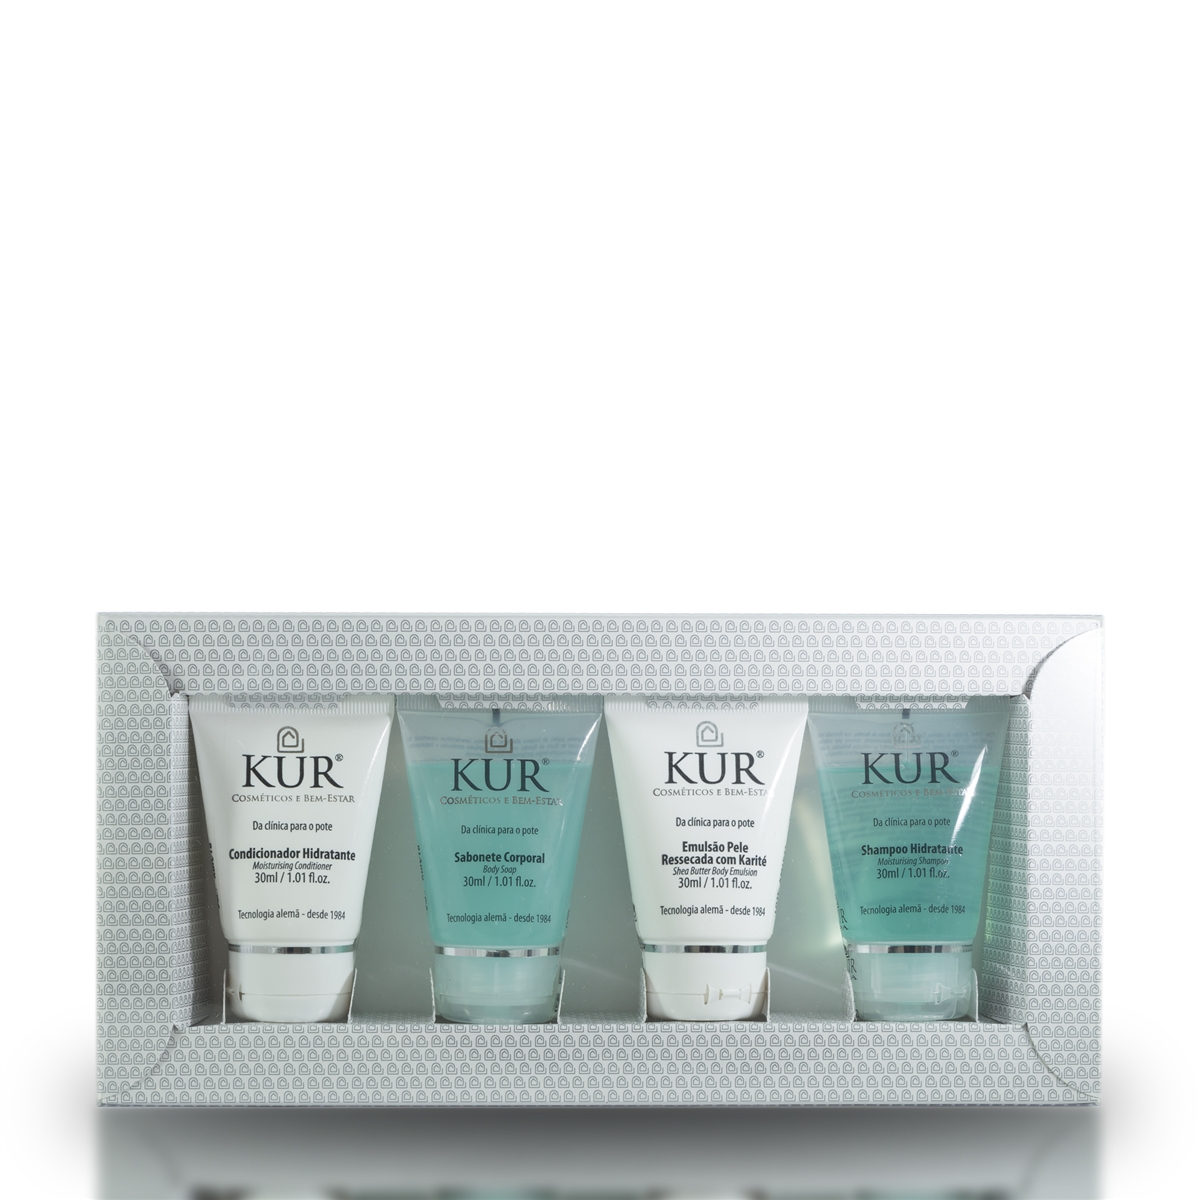 KUR®
COSMÉTICOS E BEM-ESTAR
Da clínica para o pote
Condicionador Hidratante
Moisturising Conditioner
30ml / 1.01 fl.oz.
Tecnologia alemã - desde 1984
KUR®
COSMÉTICOS E BEM-ESTAR
Da clínica para o pote
Sabonete Corporal
Body Soap
30ml / 1.01 fl.oz.
Tecnologia alemã - desde 1984
KUR®
COSMÉTICOS E BEM-ESTAR
Da clínica para o pote
Emulsão Pele
Ressecada com Karité
Shea Butter Body Emulsion
30ml / 1.01 fl.oz.
Tecnologia alemã - desde 1984
KUR®
COSMÉTICOS E BEM-ESTAR
Da clínica para o pote
Shampoo Hidratante
Moisturising Shampoo
30ml / 1.01 fl.oz.
Tecnologia alemã - desde 1984